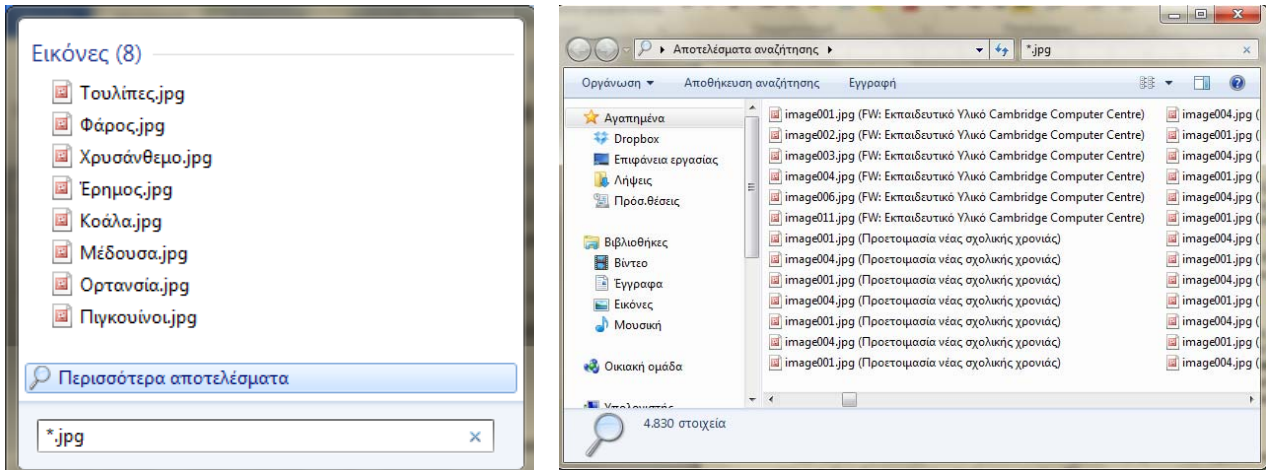 Εικόνες (8)
Τουλίπες.jpg
Φάρος.jpg
Χρυσάνθεμο.jpg
Έρημος.jpg
Κοάλα.jpg
Μέδουσα.jpg
Ορτανσία.jpg
Πιγκουίνοι.jpg
Περισσότερα αποτελέσματα
*.jpg
Αποτελέσματα αναζήτησης
*.jpg
Οργάνωση Αποθήκευση αναζήτησης Εγγραφή
Αγαπημένα
Dropbox
Επιφάνεια εργασίας
Λήψεις
Πρόσ.θέσεις
Βιβλιοθήκες
Βίντεο
Έγγραφα
Εικόνες
Μουσική
Οικιακή ομάδα
Υπολογιστής
image001.jpg (FW: Εκπαιδευτικό Υλικό Cambridge Computer Centre)
image002.jpg (FW: Εκπαιδευτικό Υλικό Cambridge Computer Centre)
image003.jpg (FW: Εκπαιδευτικό Υλικό Cambridge Computer Centre)
image004.jpg (FW: Εκπαιδευτικό Υλικό Cambridge Computer Centre)
image006.jpg (FW: Εκπαιδευτικό Υλικό Cambridge Computer Centre)
image011.jpg (FW: Εκπαιδευτικό Υλικό Cambridge Computer Centre)
image001.jpg (Προετοιμασία νέας σχολικής χρονιάς)
image004.jpg (Προετοιμασία νέας σχολικής χρονιάς)
image001.jpg (Προετοιμασία νέας σχολικής χρονιάς)
image004.jpg (Προετοιμασία νέας σχολικής χρονιάς)
image001.jpg (Προετοιμασία νέας σχολικής χρονιάς)
image004.jpg (Προετοιμασία νέας σχολικής χρονιάς)
image001.jpg (Προετοιμασία νέας σχολικής χρονιάς)
image004.jpg (
image001.jpg (
image004.jpg (
image001.jpg (
image004.jpg (
image001.jpg (
image004.jpg (
image001.jpg (
image004.jpg (
image001.jpg (
image004.jpg (
image001.jpg (
image004.jpg (
4.830 στοιχεία